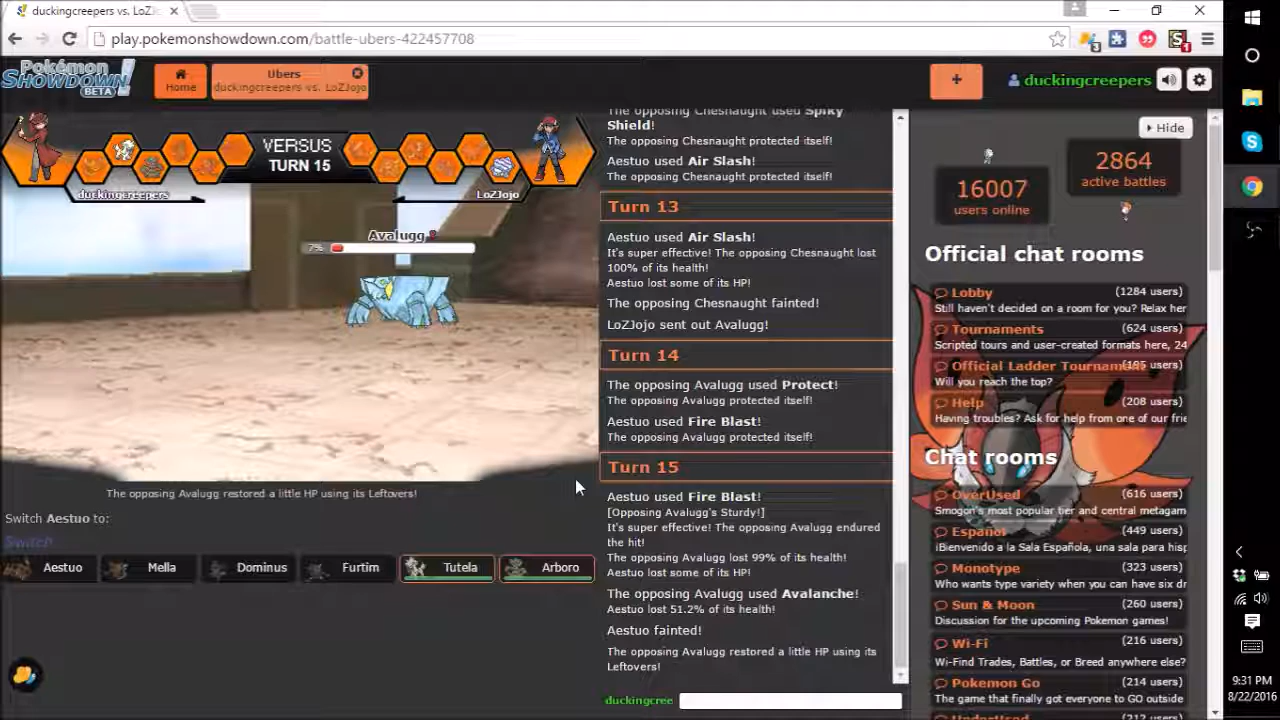 duckingcreepers vs. LoZJ
play.pokemonshowdown.com/battle-ubers-422457708
3
1
Pokémon
SHOWDOWN!
BETA
Home
Ubers
duckingcreepers vs. LoZJojo
+
duckingcreepers
VERSUS
TURN 15
duckingcreepers
LoZJojo
Avalugg
7%
The opposing Avalugg restored a little HP using its Leftovers!
Switch Aestuo to:
Switch
Aestuo
Mella
Dominus
Furtim
Tutela
Arboro
The opposing Chesnaught used Spiky
Shield!
The opposing Chesnaught protected itself!
Aestuo used Air Slash!
The opposing Chesnaught protected itself!
Turn 13
Aestuo used Air Slash!
It's super effective! The opposing Chesnaught lost
100% of its health!
Aestuo lost some of its HP!
The opposing Chesnaught fainted!
LoZJojo sent out Avalugg!
Turn 14
The opposing Avalugg used Protect!
The opposing Avalugg protected itself!
Aestuo used Fire Blast!
The opposing Avalugg protected itself!
Turn 15
Aestuo used Fire Blast!
[Opposing Avalugg's Sturdy!]
It's super effective! The opposing Avalugg endured
the hit!
The opposing Avalugg lost 99% of its health!
Aestuo lost some of its HP!
The opposing Avalugg used Avalanche!
Aestuo lost 51.2% of its health!
Aestuo fainted!
The opposing Avalugg restored a little HP using its
Leftovers!
duckingcree
Hide
16007
users online
2864
active battles
Official chat rooms
Lobby (1284 users)
Still haven't decided on a room for you? Relax her
Tournaments (624 users)
Scripted tours and user-created formats here, 24
Official Ladder Tournament (195 users)
Will you reach the top?
Help (208 users)
Having troubles? Ask for help from one of our frie
Chat rooms
OverUsed (616 users)
Smogon's most popular tier and central metagam
Español (449 users)
¡Bienvenido a la Sala Española, una sala para hisp
Monotype (323 users)
Who wants type variety when you can have six dr
Sun & Moon (260 users)
Discussion for the upcoming Pokemon games!
Wi-Fi (216 users)
Wi-Find Trades, Battles, or Breed anywhere else?
Pokemon Go (214 users)
The game that finally got everyone to GO outside
UnderUsed (212 users)
9:31 PM
8/22/2016